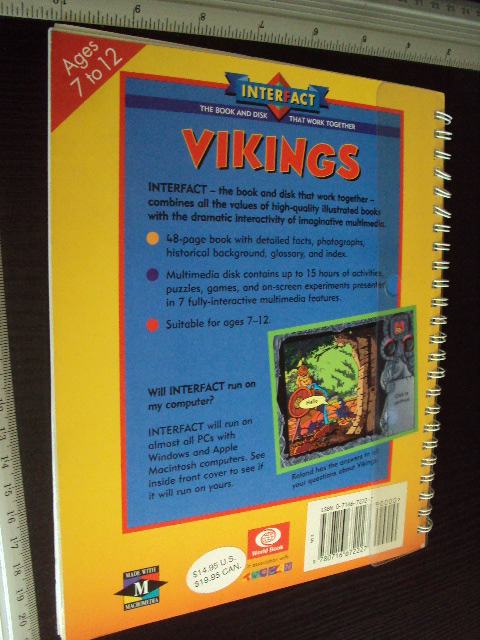 Ages
7 to 12
INTERFACT
THE BOOK AND DISK THAT WORK TOGETHER
VIKINGS
INTERFACT – the book and disk that work together –
combines all the values of high-quality illustrated books
with the dramatic interactivity of imaginative multimedia.
48-page book with detailed facts, photographs,
historical background, glossary, and index.
Multimedia disk contains up to 15 hours of activities,
puzzles, games, and on-screen experiments presented
in 7 fully-interactive multimedia features.
Suitable for ages 7–12.
Will INTERFACT run on
my computer?
INTERFACT will run on
almost all PCs with
Windows and Apple
Macintosh computers. See
inside front cover to see if
it will run on yours.
Hello
Roland has the answers to all
your questions about Vikings.
$14.95 U.S.
$19.95 CAN.
World Book
in association with
MADE WITH
M
MACROMEDIA